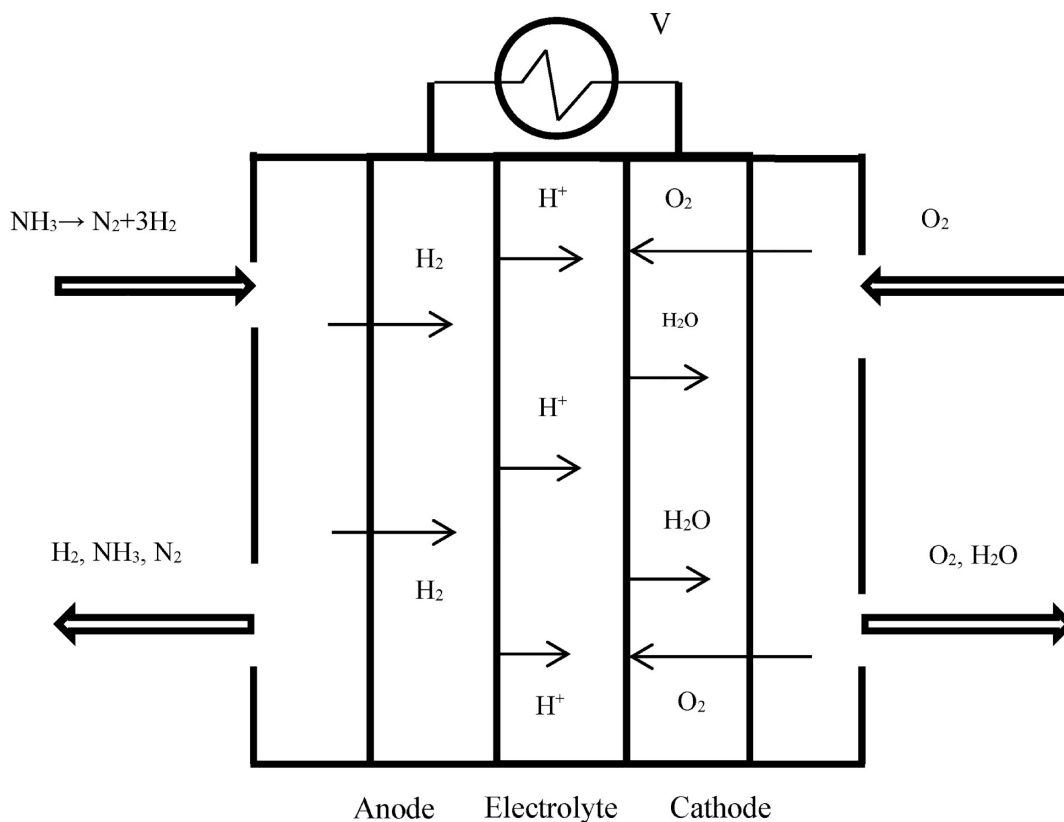 V
H⁺
O₂
NH₃→ N₂+3H₂
O₂
H₂
H₂O
H⁺
H₂O
H₂, NH₃, N₂
O₂, H₂O
H₂
H⁺
O₂
Anode
Electrolyte
Cathode